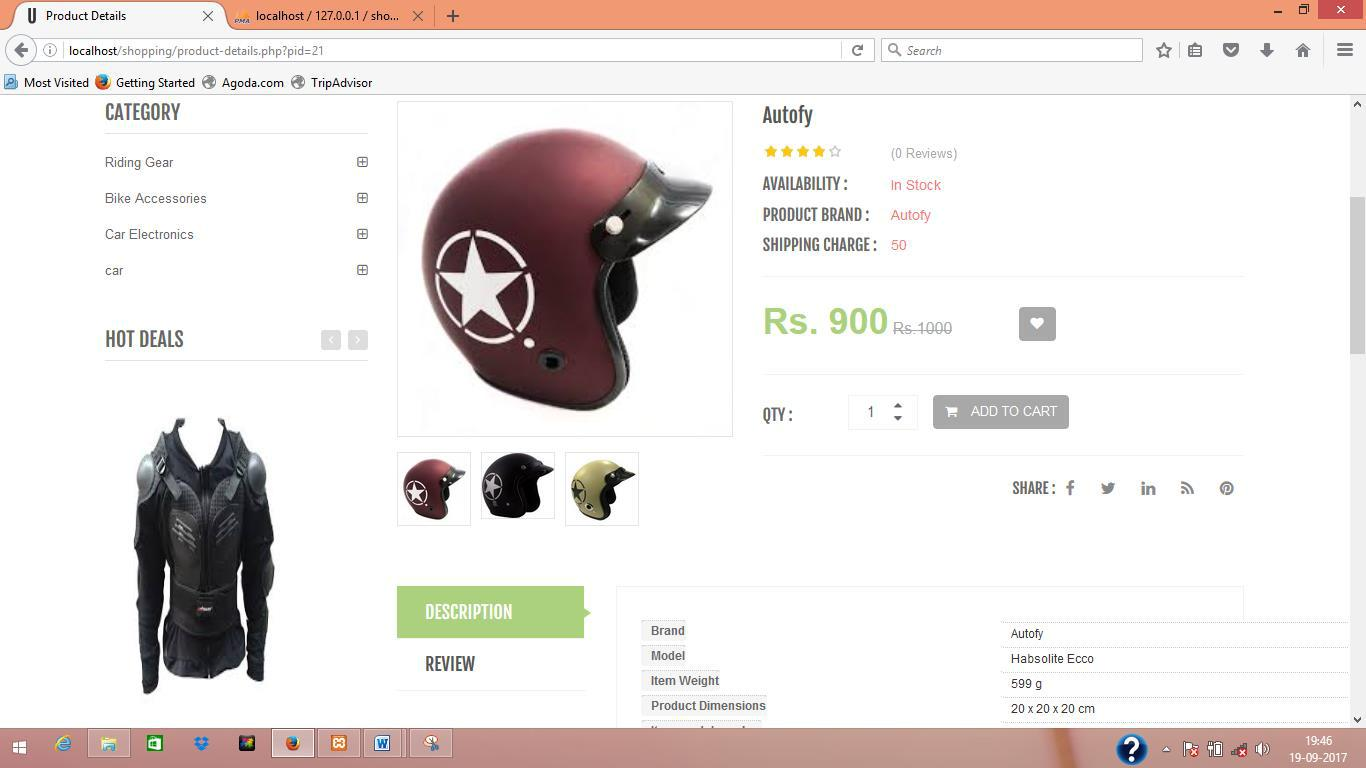 Product Details
localhost / 127.0.0.1 / sho...
localhost/shopping/product-details.php?pid=21
Search
Most Visited
Getting Started
Agoda.com
TripAdvisor
CATEGORY
Riding Gear
Bike Accessories
Car Electronics
car
HOT DEALS
Autofy
(0 Reviews)
AVAILABILITY : In Stock
PRODUCT BRAND : Autofy
SHIPPING CHARGE : 50
Rs. 900 Rs.1000
QTY : 1 ADD TO CART
SHARE :
DESCRIPTION
REVIEW
Brand Autofy
Model Habsolite Ecco
Item Weight 599 g
Product Dimensions 20 x 20 x 20 cm
19:46
19-09-2017